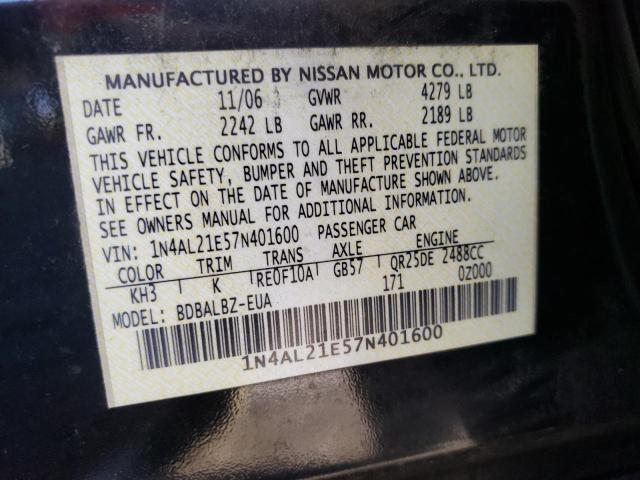 MANUFACTURED BY NISSAN MOTOR CO., LTD.
DATE 11/06 GVWR 4279 LB
GAWR FR. 2242 LB GAWR RR. 2189 LB
THIS VEHICLE CONFORMS TO ALL APPLICABLE FEDERAL MOTOR
VEHICLE SAFETY, BUMPER AND THEFT PREVENTION STANDARDS
IN EFFECT ON THE DATE OF MANUFACTURE SHOWN ABOVE.
SEE OWNERS MANUAL FOR ADDITIONAL INFORMATION.
VIN: 1N4AL21E57N401600 PASSENGER CAR
COLOR TRIM TRANS AXLE ENGINE
KH3 K RE0F10A GB57 QR25DE 2488CC
171 0Z000
MODEL: BDBALBZ-EUA
1N4AL21E57N401600